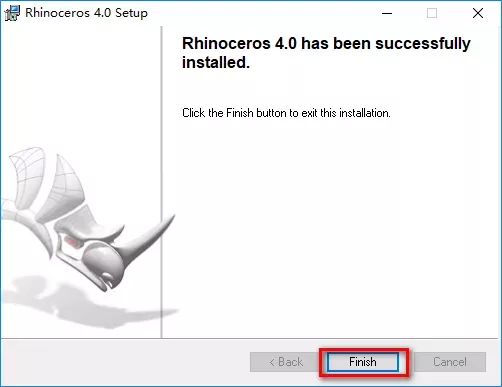 Rhinoceros 4.0 Setup
Rhinoceros 4.0 has been successfully
installed.
Click the Finish button to exit this installation.
< Back
Finish
Cancel